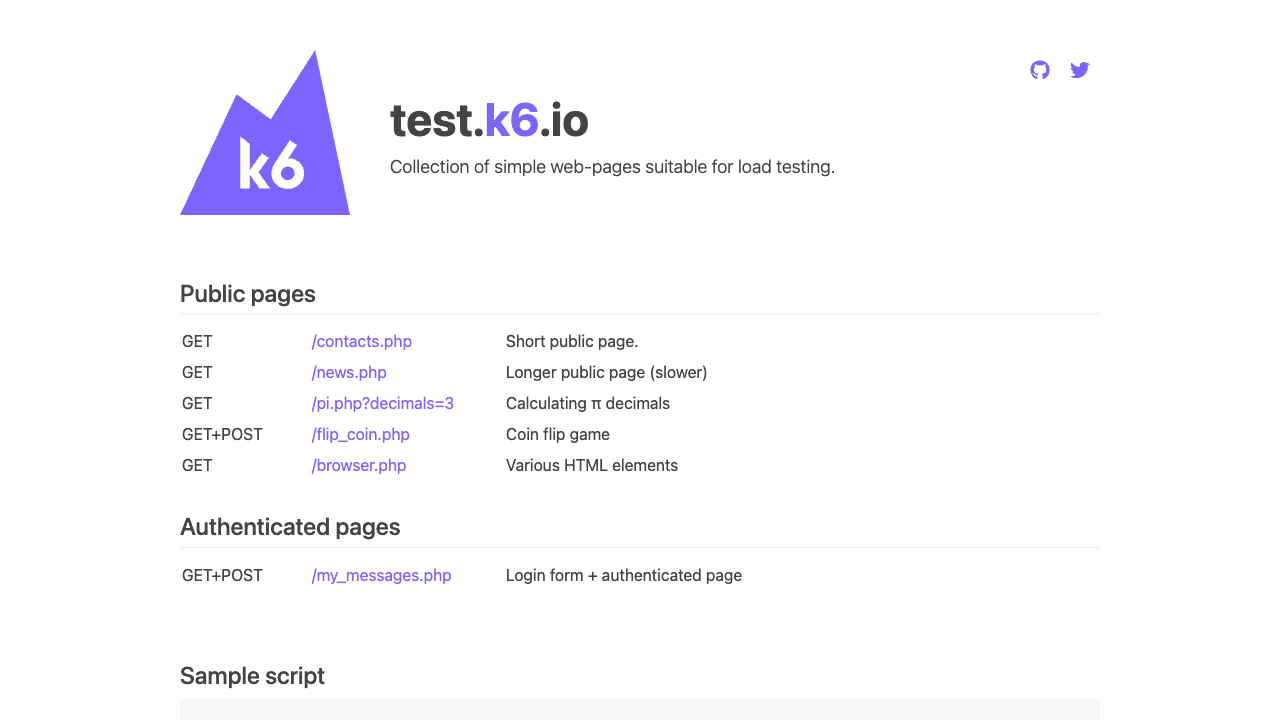 k6
test.k6.io
Collection of simple web-pages suitable for load testing.
Public pages
GET /contacts.php Short public page.
GET /news.php Longer public page (slower)
GET /pi.php?decimals=3 Calculating π decimals
GET+POST /flip_coin.php Coin flip game
GET /browser.php Various HTML elements
Authenticated pages
GET+POST /my_messages.php Login form + authenticated page
Sample script